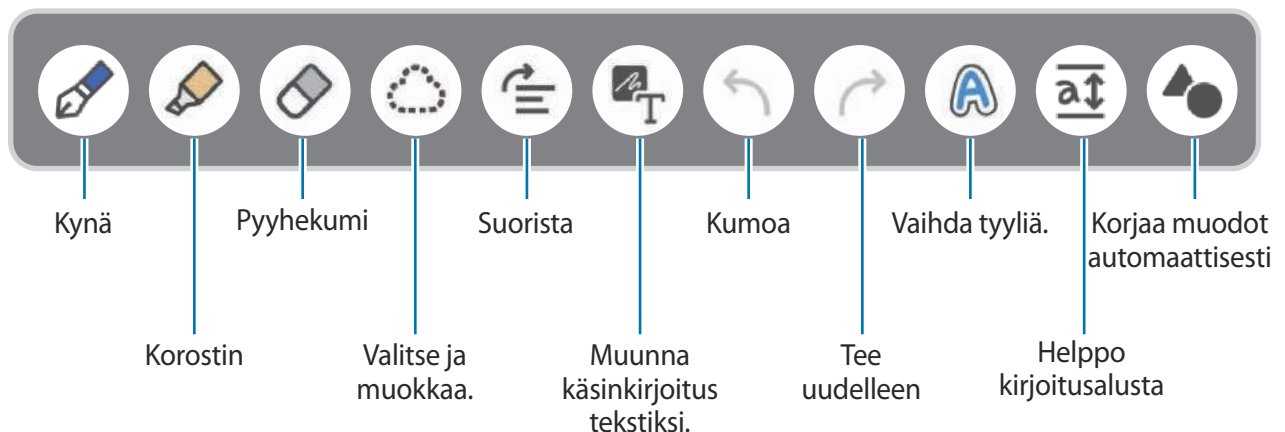 Kynä
Pyyhekumi
Suorista
Kumoa
Vaihda tyyliä.
Korjaa muodot
automaattisesti
Korostin
Valitse ja
muokkaa.
Muunna
käsinkirjoitus
tekstiksi.
Tee
uudelleen
Helppo
kirjoitusalusta